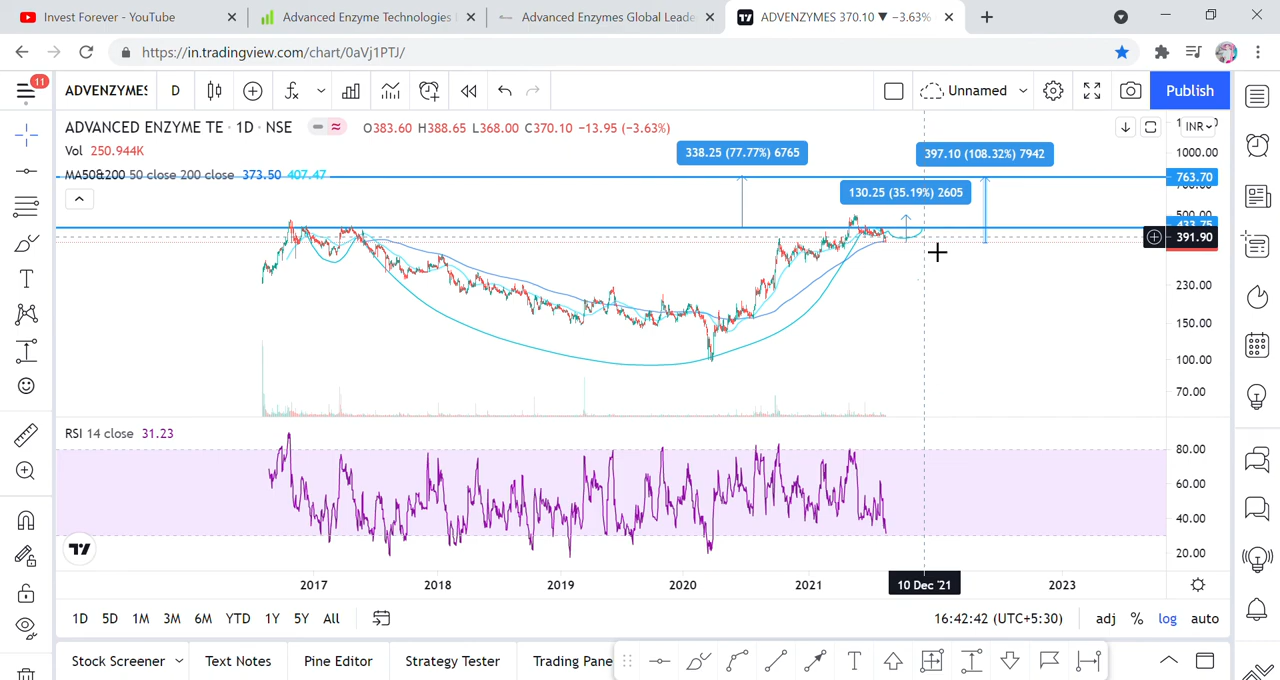 Invest Forever - YouTube
Advanced Enzyme Technologies
Advanced Enzymes Global Leade
ADVENZYMES 370.10 ▼ −3.63%
https://in.tradingview.com/chart/0aVj1PTJ/
11
ADVENZYMES
D
Unnamed
Publish
ADVANCED ENZYME TE · 1D · NSE
O383.60 H388.65 L368.00 C370.10 −13.95 (−3.63%)
INR
Vol 250.944K
338.25 (77.77%) 6765
397.10 (108.32%) 7942
1000.00
MA50&200 50 close 200 close 373.50 407.47
763.70
130.25 (35.19%) 2605
500.00
433.75
391.90
230.00
150.00
100.00
70.00
RSI 14 close 31.23
80.00
60.00
40.00
20.00
2017 2018 2019 2020 2021 10 Dec '21 2023
1D 5D 1M 3M 6M YTD 1Y 5Y All
16:42:42 (UTC+5:30) adj % log auto
Stock Screener Text Notes Pine Editor Strategy Tester Trading Pane